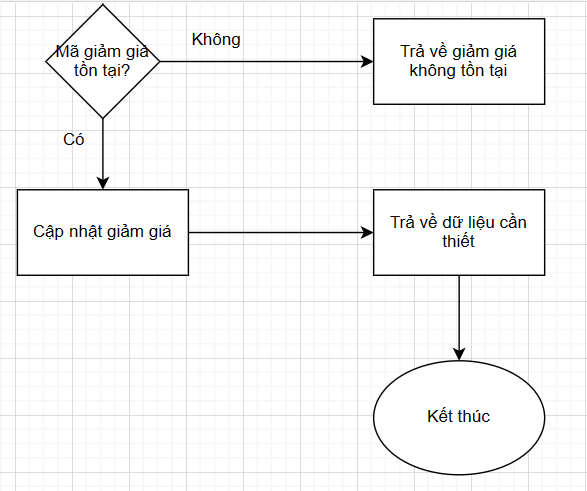 Mã giảm giá
tồn tại?
Không
Trả về giảm giá
không tồn tại
Có
Cập nhật giảm giá
Trả về dữ liệu cần
thiết
Kết thúc